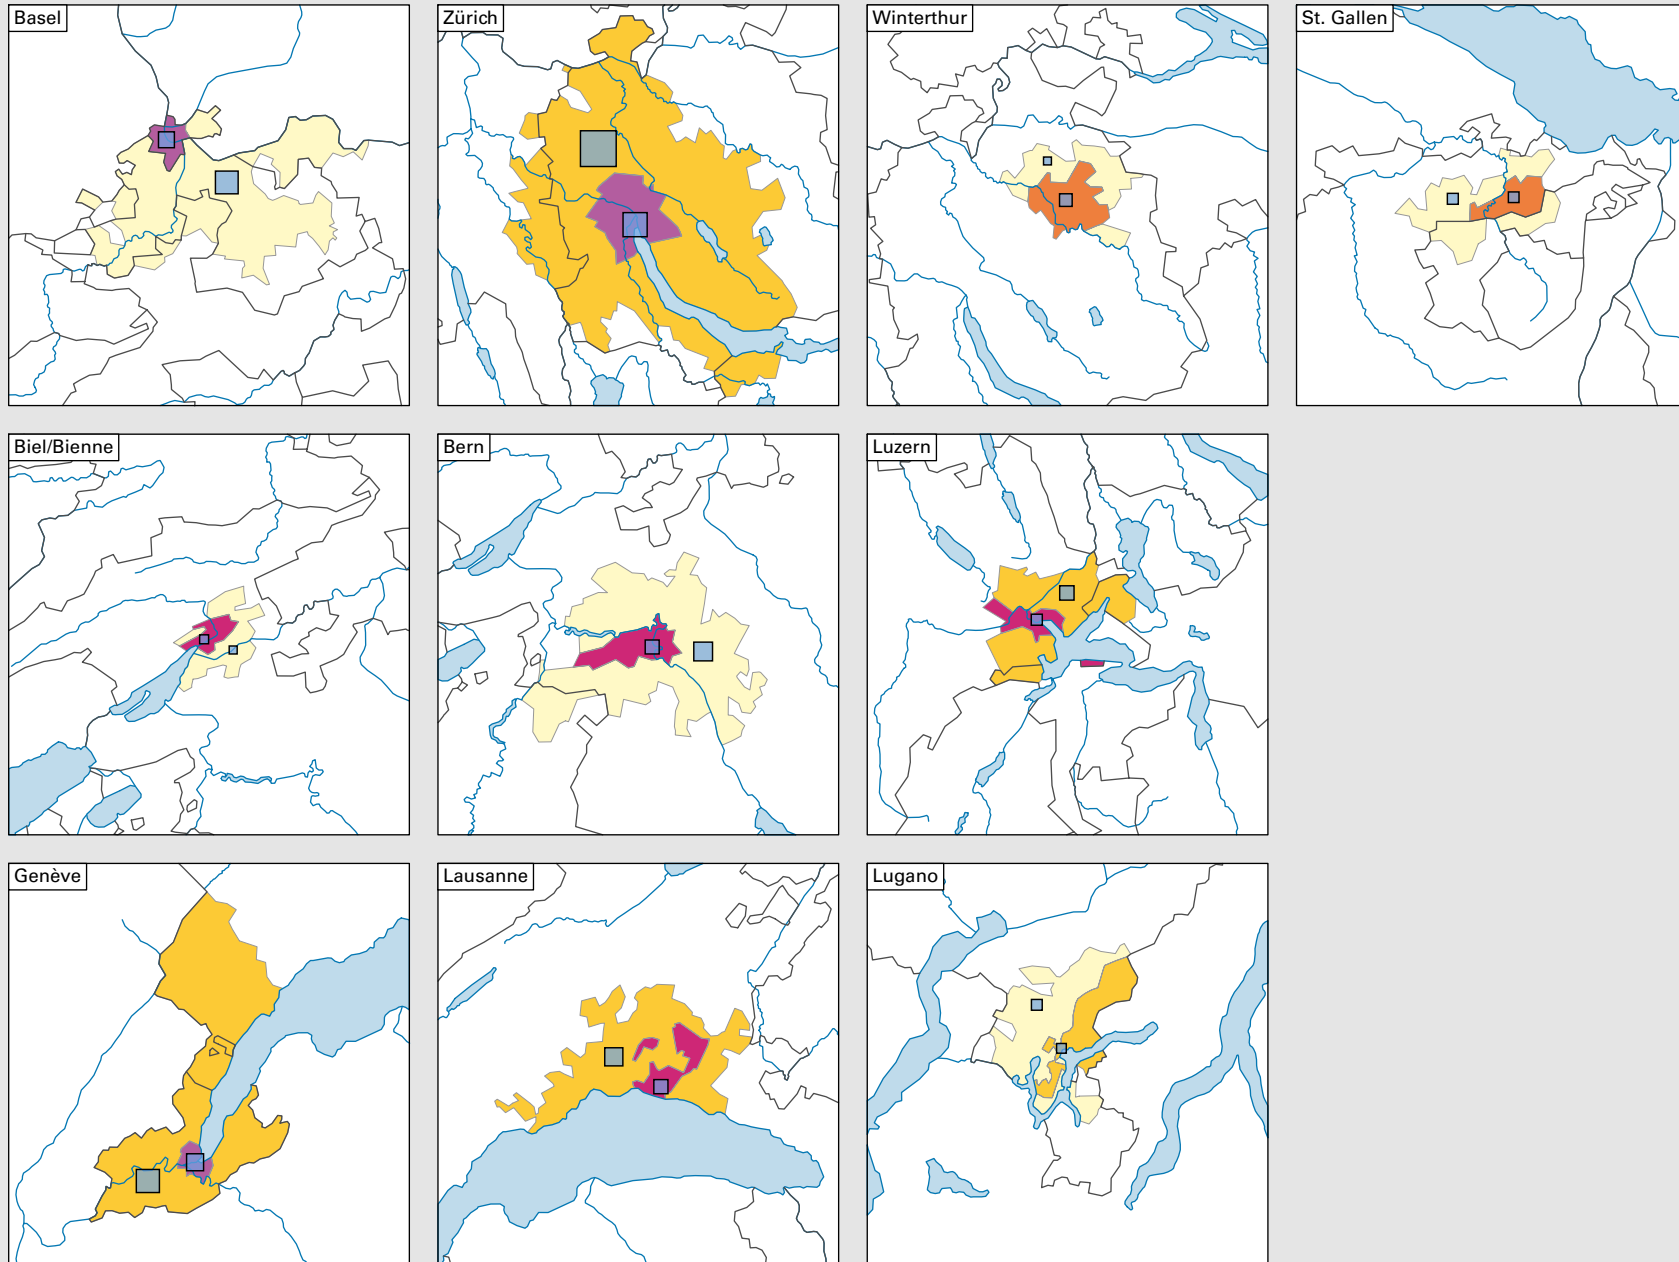 Basel
Zürich
Winterthur
St. Gallen
Biel/Bienne
Bern
Luzern
Genève
Lausanne
Lugano